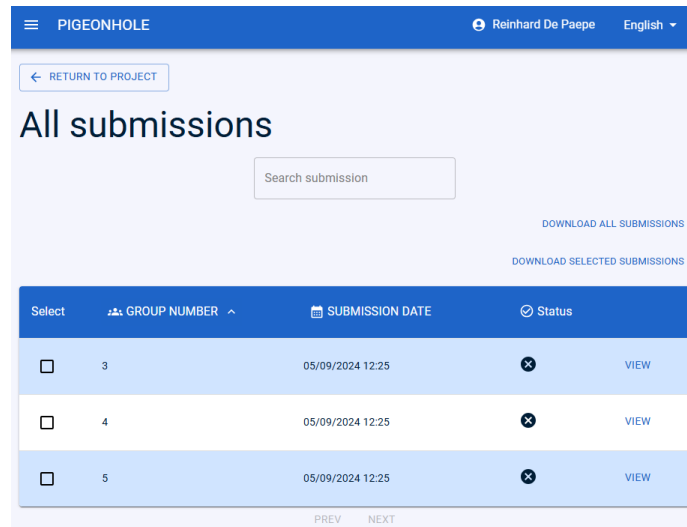 PIGEONHOLE Reinhard De Paepe English
RETURN TO PROJECT
All submissions
Search submission
DOWNLOAD ALL SUBMISSIONS
DOWNLOAD SELECTED SUBMISSIONS
Select GROUP NUMBER SUBMISSION DATE Status
3 05/09/2024 12:25 VIEW
4 05/09/2024 12:25 VIEW
5 05/09/2024 12:25 VIEW
PREV NEXT